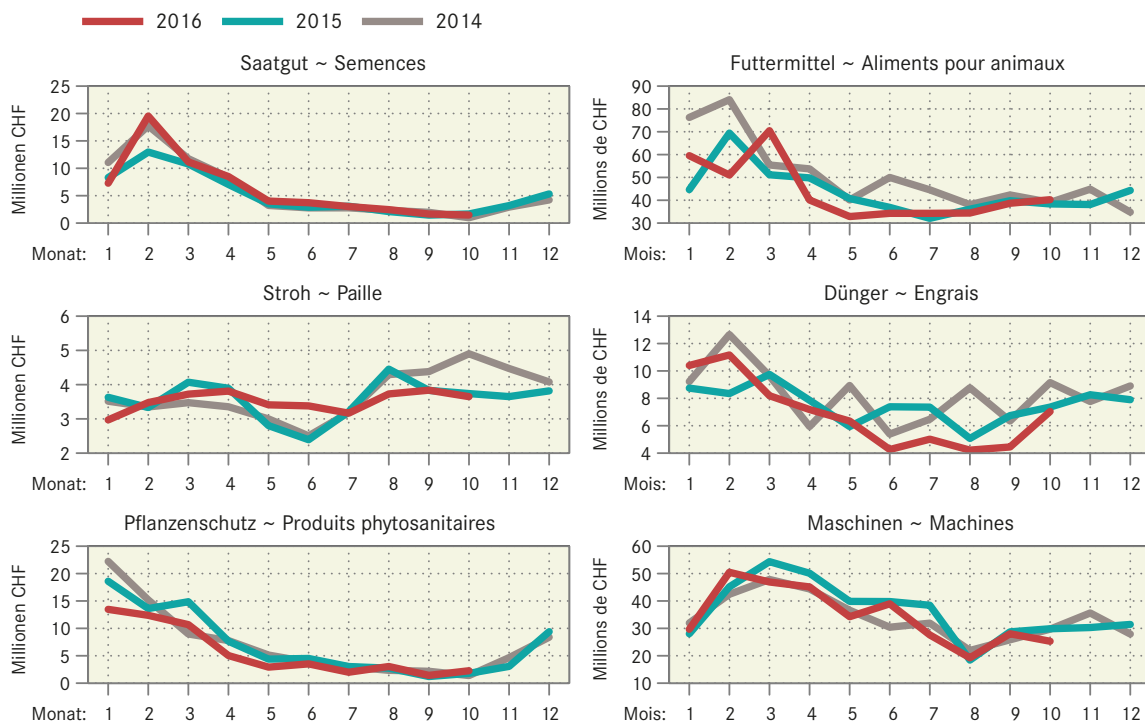 2016 2015 2014
Saatgut ~ Semences
Millionen CHF
25
20
15
10
5
0
Monat: 1 2 3 4 5 6 7 8 9 10 11 12
Futtermittel ~ Aliments pour animaux
Millions de CHF
90
80
70
60
50
40
30
Mois: 1 2 3 4 5 6 7 8 9 10 11 12
Stroh ~ Paille
Millionen CHF
6
5
4
3
2
Monat: 1 2 3 4 5 6 7 8 9 10 11 12
Dünger ~ Engrais
Millions de CHF
14
12
10
8
6
4
Mois: 1 2 3 4 5 6 7 8 9 10 11 12
Pflanzenschutz ~ Produits phytosanitaires
Millionen CHF
25
20
15
10
5
0
Monat: 1 2 3 4 5 6 7 8 9 10 11 12
Maschinen ~ Machines
Millions de CHF
60
50
40
30
20
10
Mois: 1 2 3 4 5 6 7 8 9 10 11 12